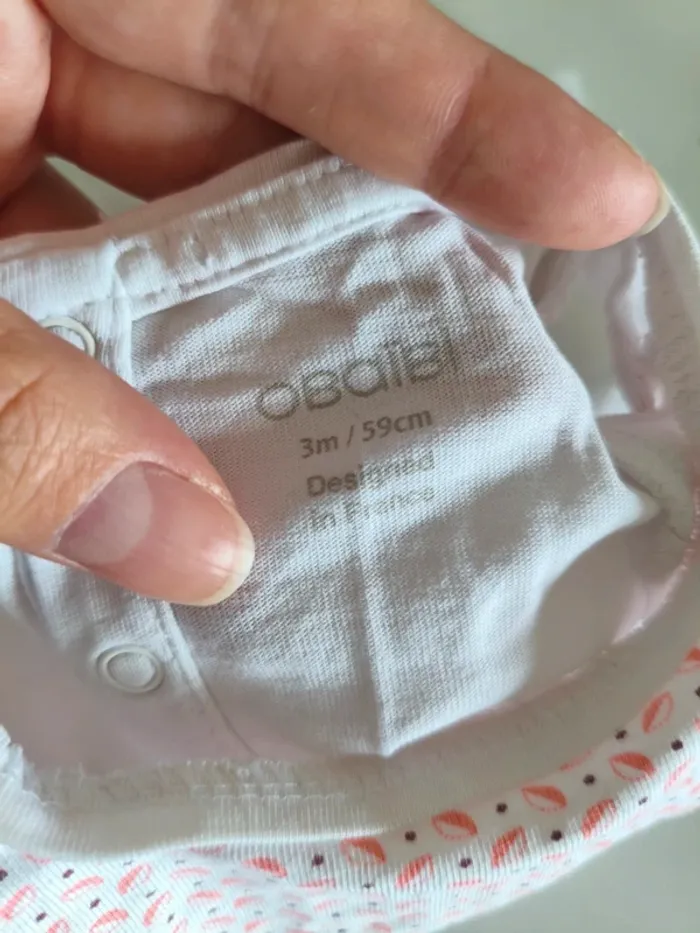 OBAÏBI
3m / 59cm
Designed
in France